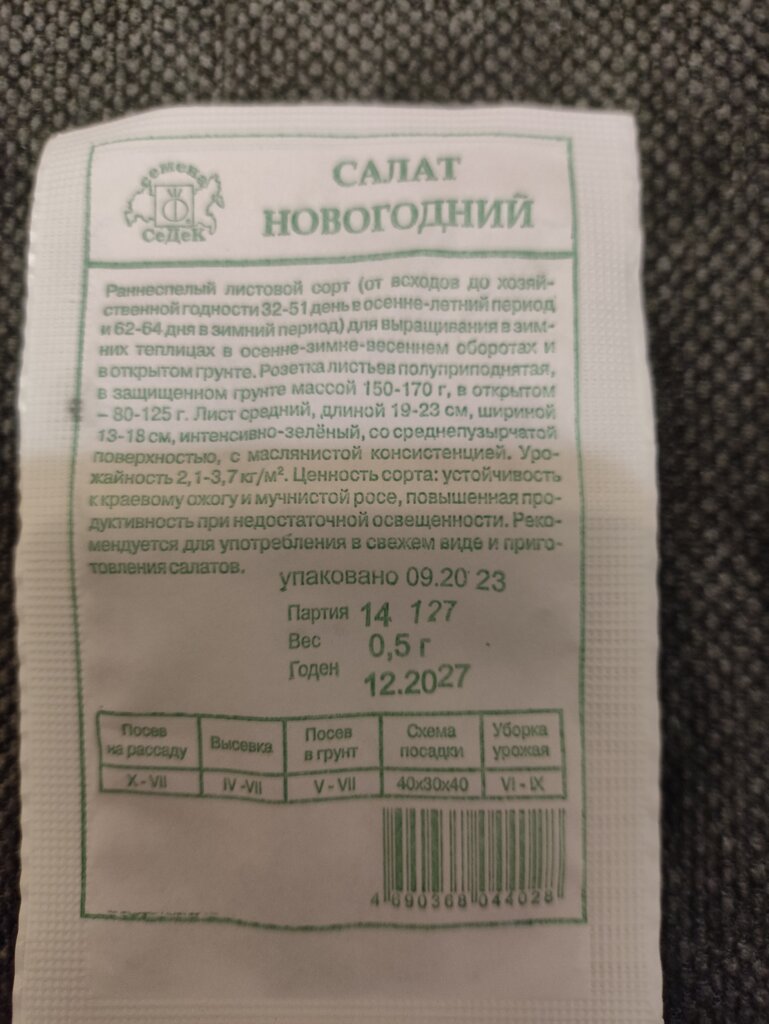 семена
СеДеК
САЛАТ
НОВОГОДНИЙ
Раннеспелый листовой сорт (от всходов до хозяй-
ственной годности 32-51 день в осенне-летний период
и 62-64 дня в зимний период) для выращивания в зим-
них теплицах в осенне-зимне-весеннем оборотах и
в открытом грунте. Розетка листьев полуприподнятая,
в защищенном грунте массой 150-170 г, в открытом
– 80-125 г. Лист средний, длиной 19-23 см, шириной
13-18 см, интенсивно-зелёный, со среднепузырчатой
поверхностью, с маслянистой консистенцией. Уро-
жайность 2,1-3,7 кг/м². Ценность сорта: устойчивость
к краевому ожогу и мучнистой росе, повышенная про-
дуктивность при недостаточной освещенности. Реко-
мендуется для употребления в свежем виде и приго-
товления салатов.
упаковано 09.20 23
Партия 14 127
Вес 0,5 г
Годен 12.2027
Посев на рассаду Высевка Посев в грунт Схема посадки Уборка урожая
X - VII IV -VII V - VII 40х30х40 VI - IX
4 690368 044028